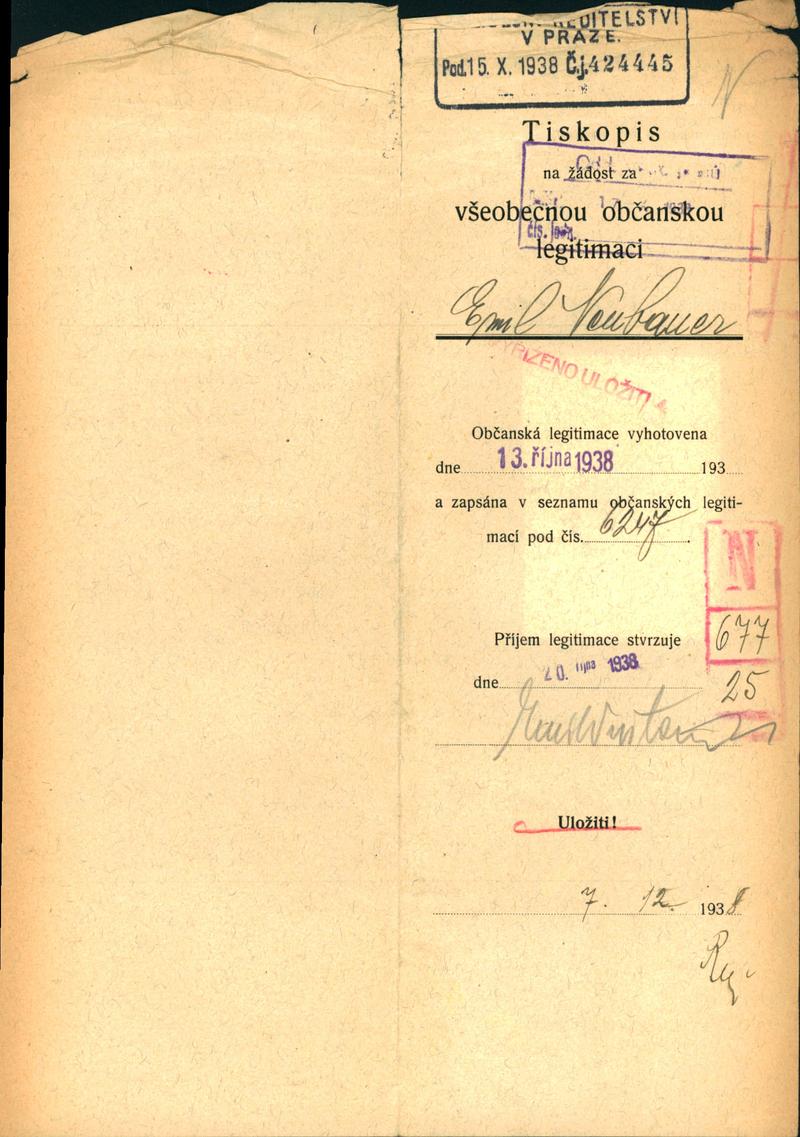 ŘEDITELSTVÍ
V PRAZE.
Pod. 15. X. 1938 Č.j. 424445
N
Tiskopis
na žádost za
všeobecnou občanskou
čís.
legitimaci
Emil Neubauer
VYŘÍZENO ULOŽITI
Občanská legitimace vyhotovena
dne 13. října 1938 193
a zapsána v seznamu občanských legiti-
mací pod čís. 6247
N
677
25
Příjem legitimace stvrzuje
dne 20. října 1938
Uložiti!
7. 12. 1938